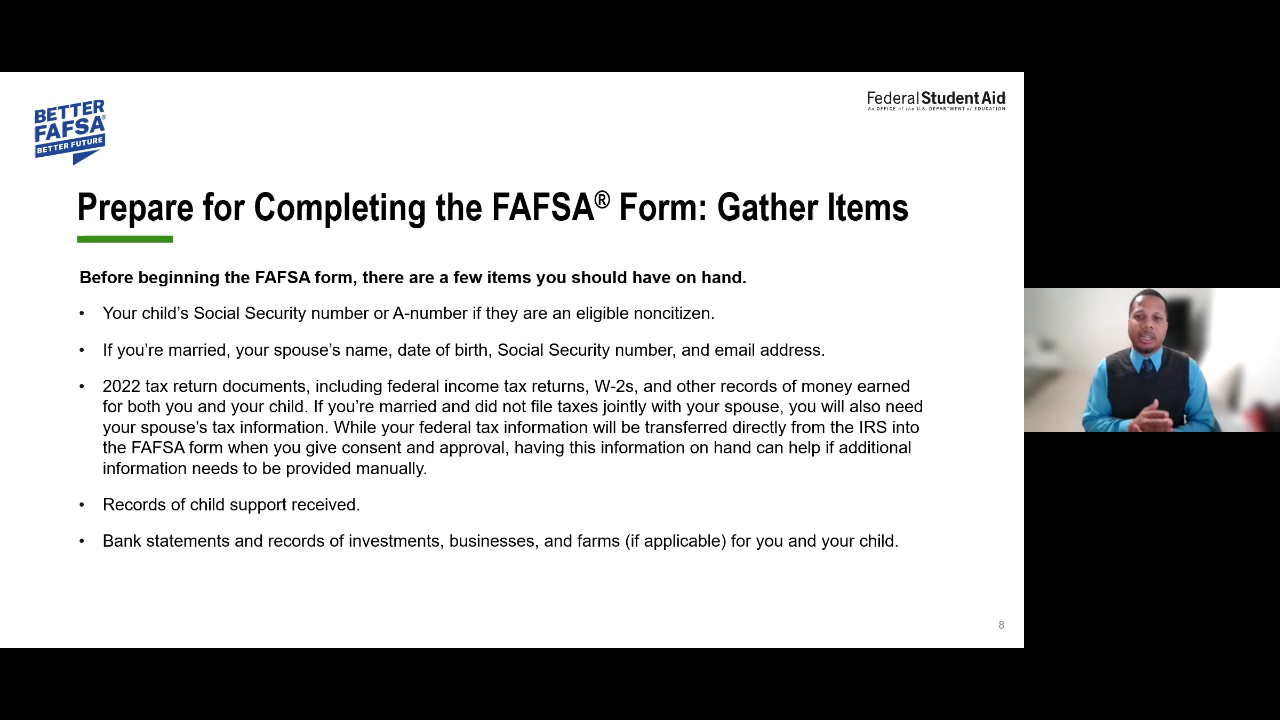 BETTER
FAFSA®
BETTER FUTURE
Federal Student Aid
An OFFICE of the U.S. DEPARTMENT of EDUCATION
Prepare for Completing the FAFSA® Form: Gather Items
Before beginning the FAFSA form, there are a few items you should have on hand.
• Your child’s Social Security number or A-number if they are an eligible noncitizen.
• If you’re married, your spouse’s name, date of birth, Social Security number, and email address.
• 2022 tax return documents, including federal income tax returns, W-2s, and other records of money earned
for both you and your child. If you’re married and did not file taxes jointly with your spouse, you will also need
your spouse’s tax information. While your federal tax information will be transferred directly from the IRS into
the FAFSA form when you give consent and approval, having this information on hand can help if additional
information needs to be provided manually.
• Records of child support received.
• Bank statements and records of investments, businesses, and farms (if applicable) for you and your child.
8